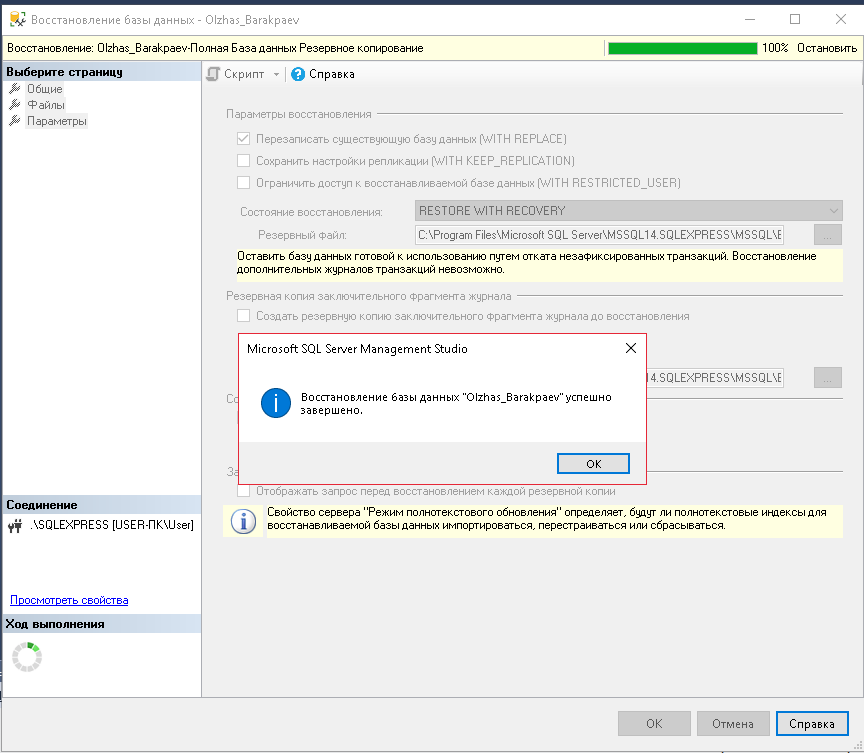 Восстановление базы данных - Olzhas_Barakpaev
Восстановление: Olzhas_Barakpaev-Полная База данных Резервное копирование
100%
Остановить
Выберите страницу
Общие
Файлы
Параметры
Скрипт
Справка
Параметры восстановления
Перезаписать существующую базу данных (WITH REPLACE)
Сохранить настройки репликации (WITH KEEP_REPLICATION)
Ограничить доступ к восстанавливаемой базе данных (WITH RESTRICTED_USER)
Состояние восстановления:
RESTORE WITH RECOVERY
Резервный файл:
C:\Program Files\Microsoft SQL Server\MSSQL14.SQLEXPRESS\MSSQL\B
...
Оставить базу данных готовой к использованию путем отката незафиксированных транзакций. Восстановление
дополнительных журналов транзакций невозможно.
Резервная копия заключительного фрагмента журнала
Создать резервную копию заключительного фрагмента журнала до восстановления
Microsoft SQL Server Management Studio
14.SQLEXPRESS\MSSQL\B
...
Восстановление базы данных "Olzhas_Barakpaev" успешно
завершено.
OK
Отображать запрос перед восстановлением каждой резервной копии
Свойство сервера "Режим полнотекстового обновления" определяет, будут ли полнотекстовые индексы для
восстанавливаемой базы данных импортироваться, перестраиваться или сбрасываться.
Соединение
.\SQLEXPRESS [USER-ПК\User]
Просмотреть свойства
Ход выполнения
OK
Отмена
Справка